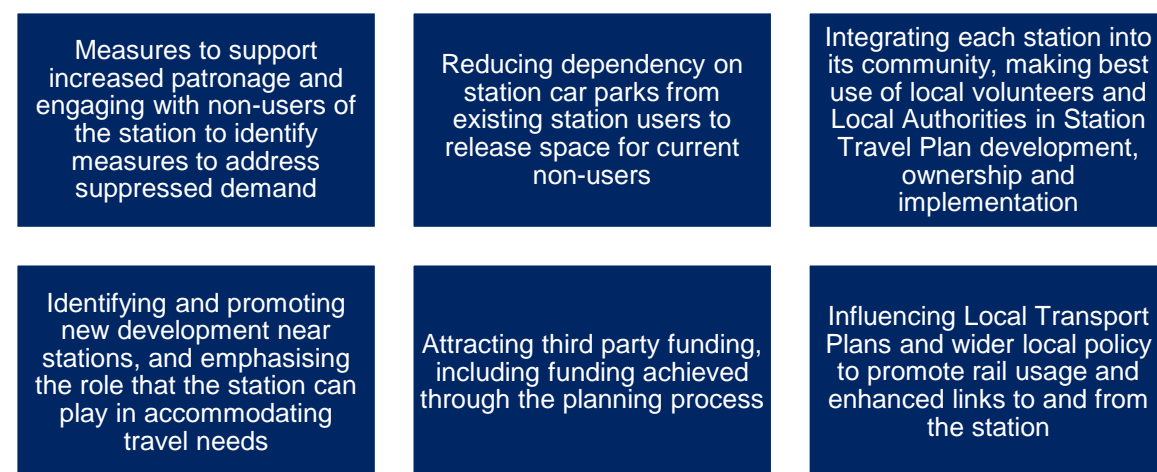 Measures to support
increased patronage and
engaging with non-users of
the station to identify
measures to address
suppressed demand
Reducing dependency on
station car parks from
existing station users to
release space for current
non-users
Integrating each station into
its community, making best
use of local volunteers and
Local Authorities in Station
Travel Plan development,
ownership and
implementation
Identifying and promoting
new development near
stations, and emphasising
the role that the station can
play in accommodating
travel needs
Attracting third party funding,
including funding achieved
through the planning process
Influencing Local Transport
Plans and wider local policy
to promote rail usage and
enhanced links to and from
the station